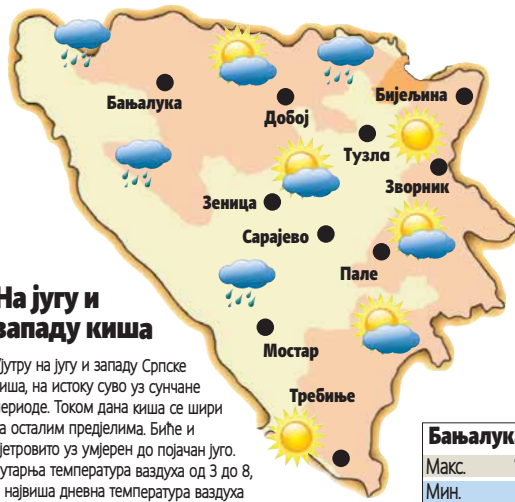 Бањалука
Добој
Бијељина
Тузла
Зворник
Зеница
Сарајево
Пале
Мостар
Требиње
На југу и
западу киша
јутру на југу и западу Српске
иша, на истоку суво уз сунчане
ериоде. Током дана киша се шири
а осталим предјелима. Биће и
јетровито уз умјерен до појачан југо.
утарња температура ваздуха од 3 до 8,
највиша дневна температура ваздуха
Бањалук
Макс.
Мин.